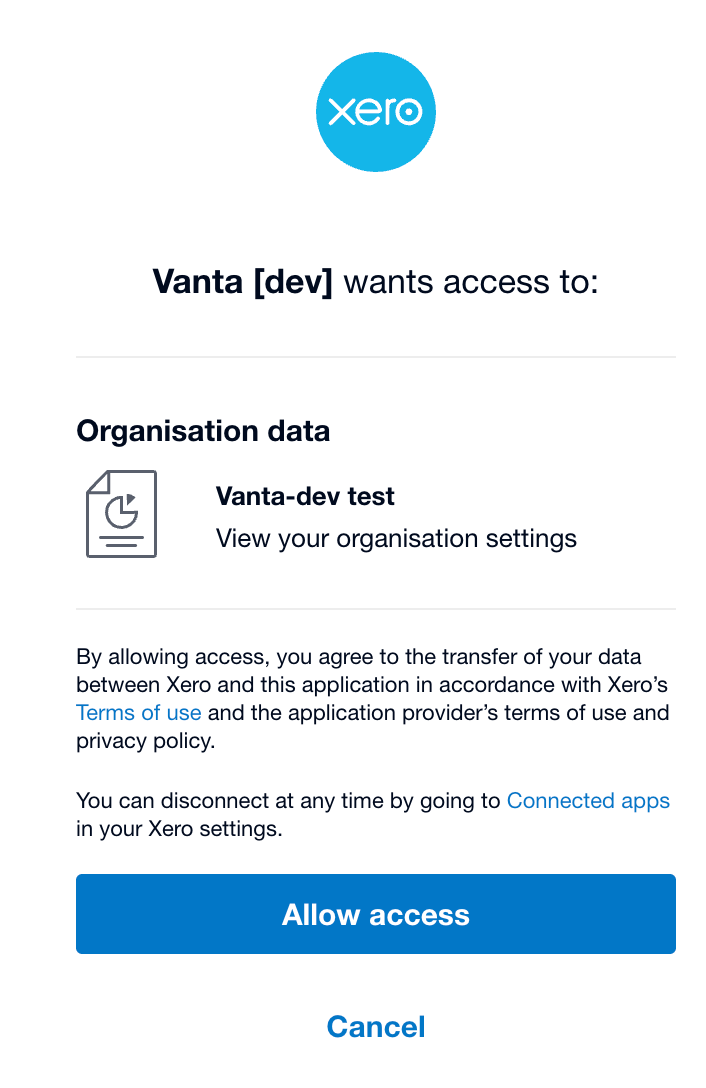 xero
Vanta [dev] wants access to:
Organisation data
Vanta-dev test
View your organisation settings
By allowing access, you agree to the transfer of your data
between Xero and this application in accordance with Xero’s
Terms of use and the application provider’s terms of use and
privacy policy.
You can disconnect at any time by going to Connected apps
in your Xero settings.
Allow access
Cancel